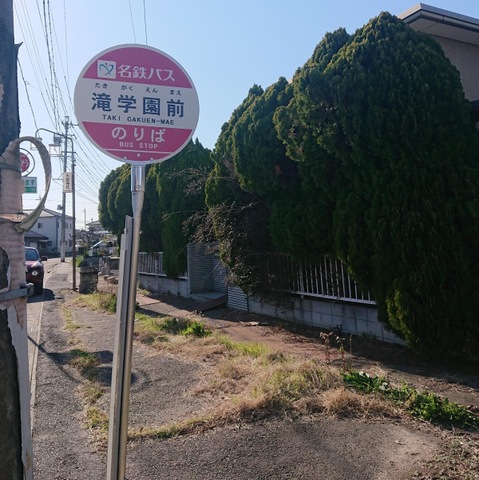 名鉄バス
たき がく えん まえ
滝学園前
TAKI GAKUEN-MAE
のりば
BUS STOP